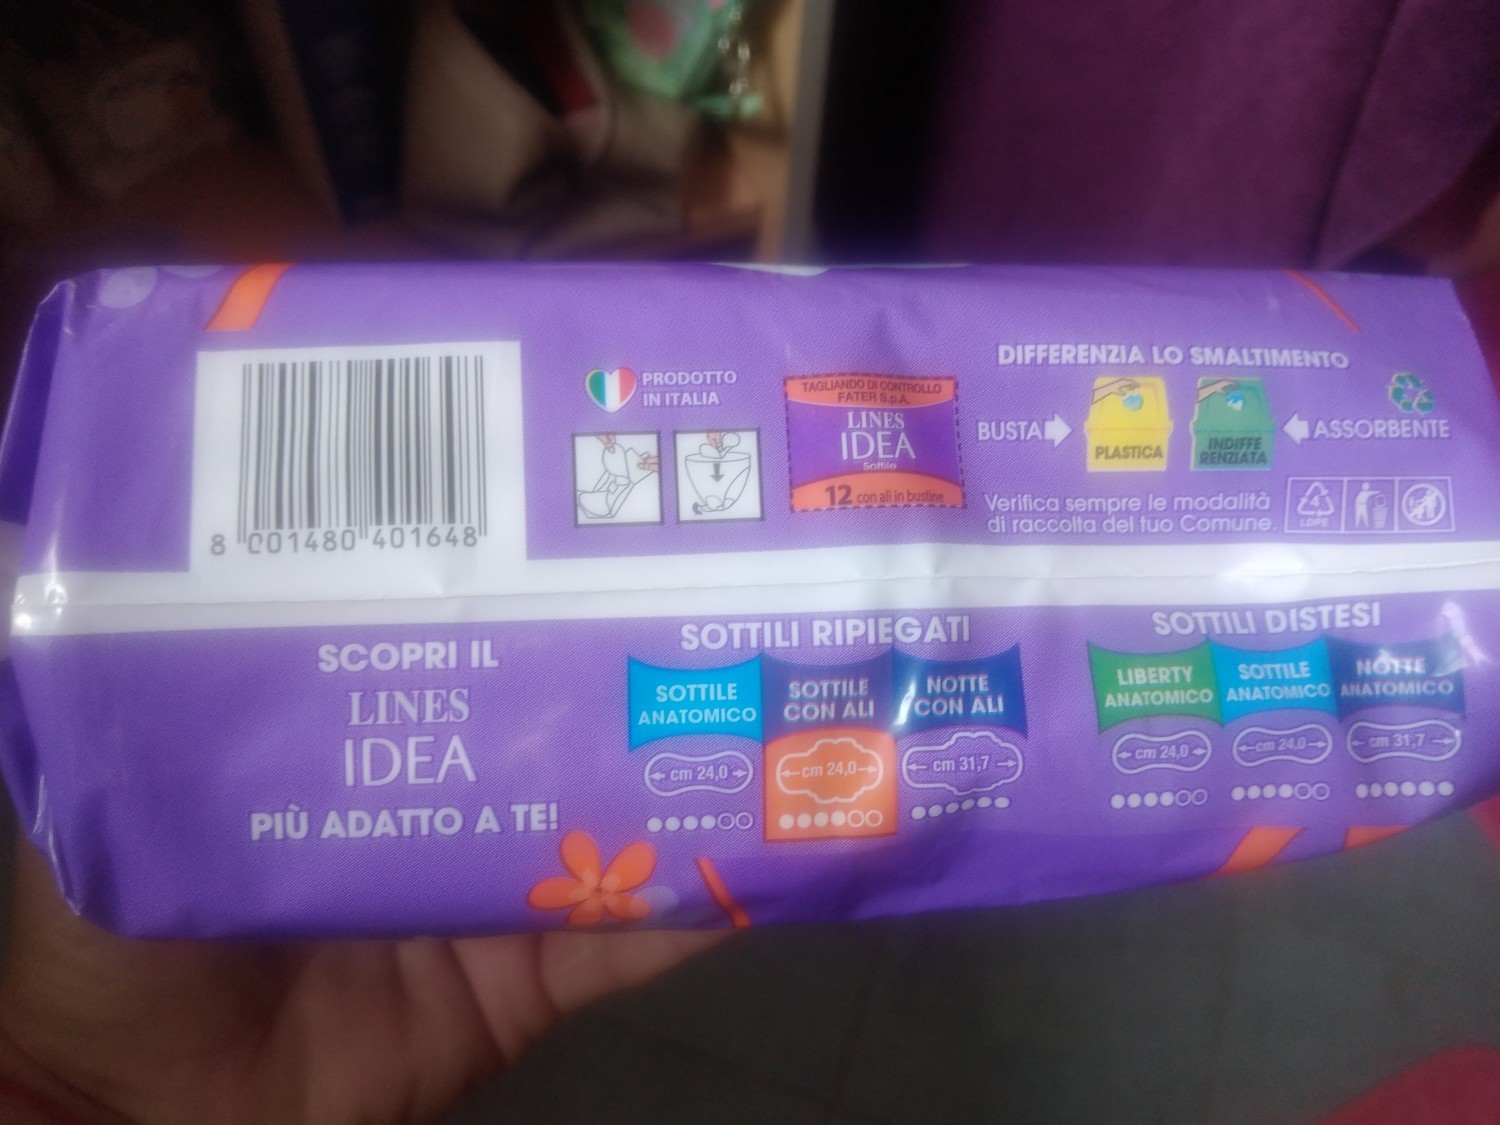 8 001480 401648
PRODOTTO
IN ITALIA
TAGLIANDO DI CONTROLLO
FATER S.p.A.
LINES
IDEA
Sottile
12 con ali in bustine
DIFFERENZIA LO SMALTIMENTO
BUSTA
PLASTICA
INDIFFE
RENZIATA
ASSORBENTE
Verifica sempre le modalità
di raccolta del tuo Comune.
4
LDPE
SCOPRI IL
LINES
IDEA
PIÙ ADATTO A TE!
SOTTILI RIPIEGATI
SOTTILE
ANATOMICO
cm 24,0
SOTTILE
CON ALI
cm 24,0
NOTTE
CON ALI
cm 31,7
SOTTILI DISTESI
LIBERTY
ANATOMICO
cm 24,0
SOTTILE
ANATOMICO
cm 24,0
NOTTE
ANATOMICO
cm 31,7